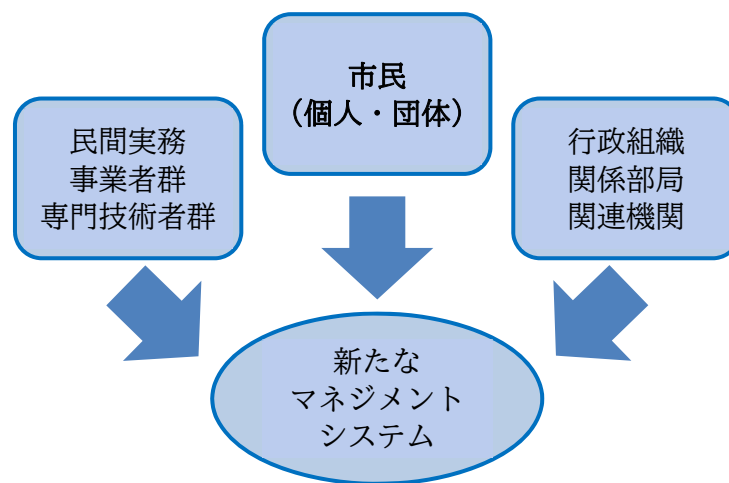 市民
（個人・団体）
民間実務
事業者群
専門技術者群
行政組織
関係部局
関連機関
新たな
マネジメント
システム